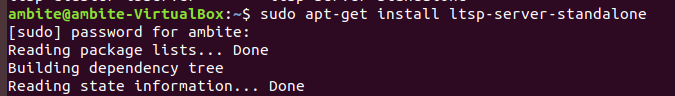 ambite@ambite-VirtualBox:~$ sudo apt-get install ltsp-server-standalone
[sudo] password for ambite:
Reading package lists... Done
Building dependency tree
Reading state information... Done